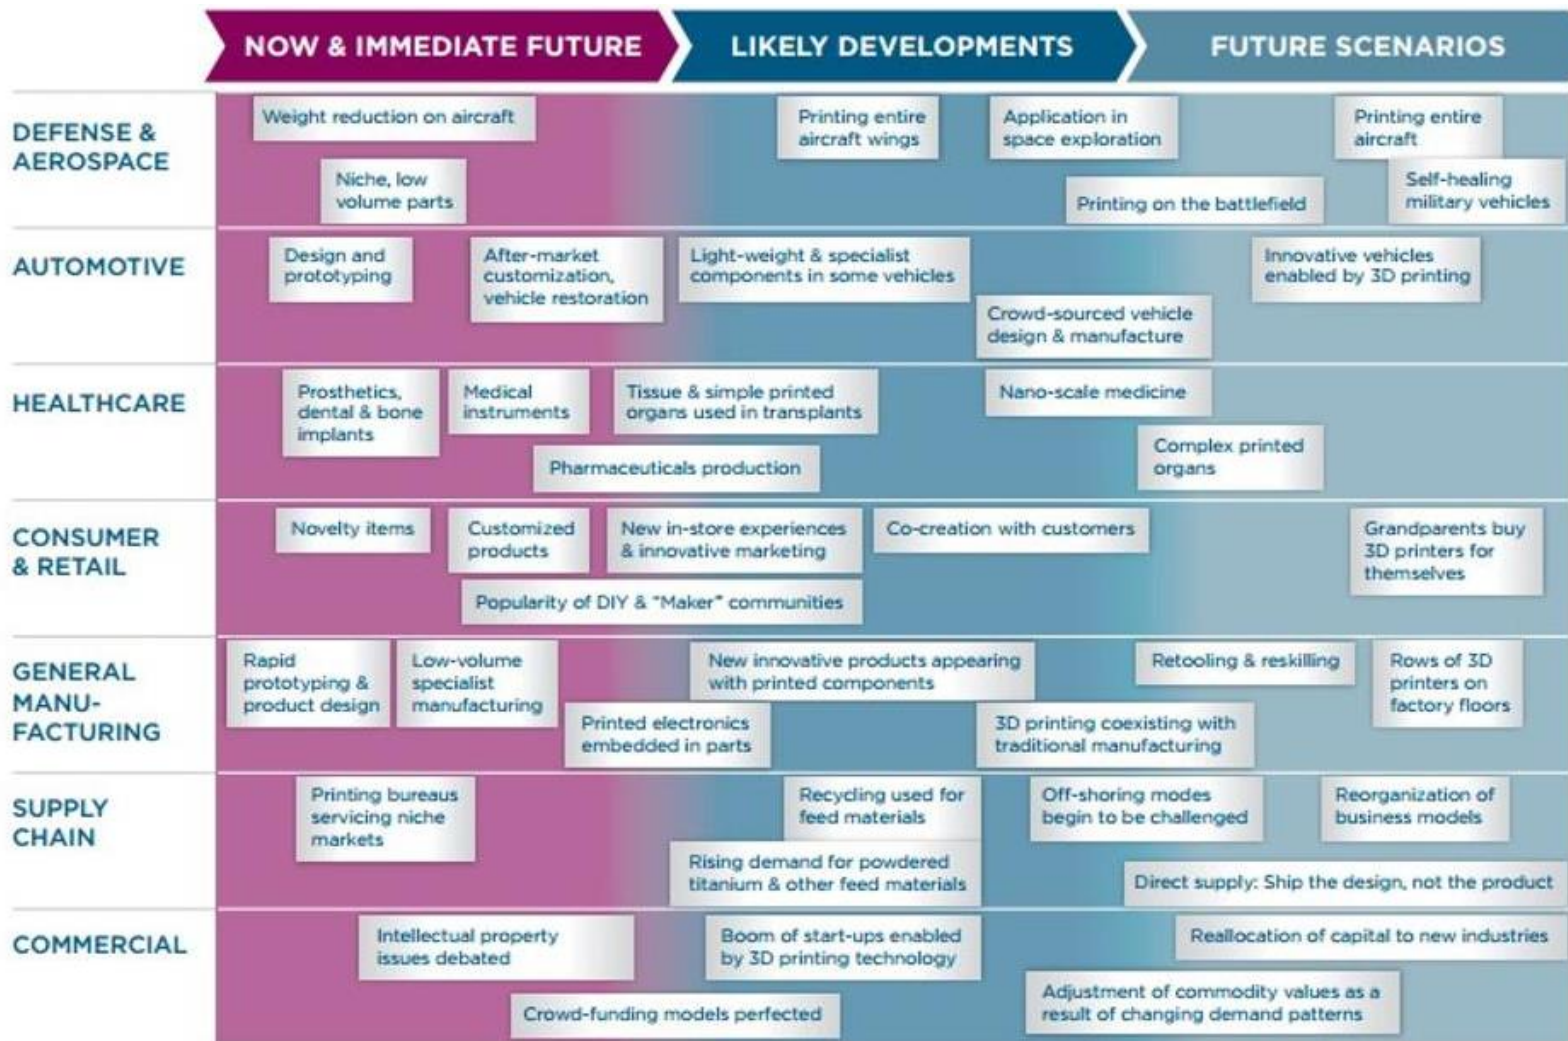 NOW & IMMEDIATE FUTURE
LIKELY DEVELOPMENTS
FUTURE SCENARIOS
DEFENSE &
AEROSPACE
Weight reduction on aircraft
Niche, low
volume parts
Printing entire
aircraft wings
Application in
space exploration
Printing on the battlefield
Printing entire
aircraft
Self-healing
military vehicles
AUTOMOTIVE
Design and
prototyping
After-market
customization,
vehicle restoration
Light-weight & specialist
components in some vehicles
Crowd-sourced vehicle
design & manufacture
Innovative vehicles
enabled by 3D printing
HEALTHCARE
Prosthetics,
dental & bone
implants
Medical
instruments
Tissue & simple printed
organs used in transplants
Pharmaceuticals production
Nano-scale medicine
Complex printed
organs
CONSUMER
& RETAIL
Novelty items
Customized
products
New in-store experiences
& innovative marketing
Popularity of DIY & "Maker" communities
Co-creation with customers
Grandparents buy
3D printers for
themselves
GENERAL
MANU-
FACTURING
Rapid
prototyping &
product design
Low-volume
specialist
manufacturing
Printed electronics
embedded in parts
New innovative products appearing
with printed components
3D printing coexisting with
traditional manufacturing
Retooling & reskilling
Rows of 3D
printers on
factory floors
SUPPLY
CHAIN
Printing bureaus
servicing niche
markets
Recycling used for
feed materials
Rising demand for powdered
titanium & other feed materials
Off-shoring modes
begin to be challenged
Reorganization of
business models
Direct supply: Ship the design, not the product
COMMERCIAL
Intellectual property
issues debated
Crowd-funding models perfected
Boom of start-ups enabled
by 3D printing technology
Adjustment of commodity values as a
result of changing demand patterns
Reallocation of capital to new industries